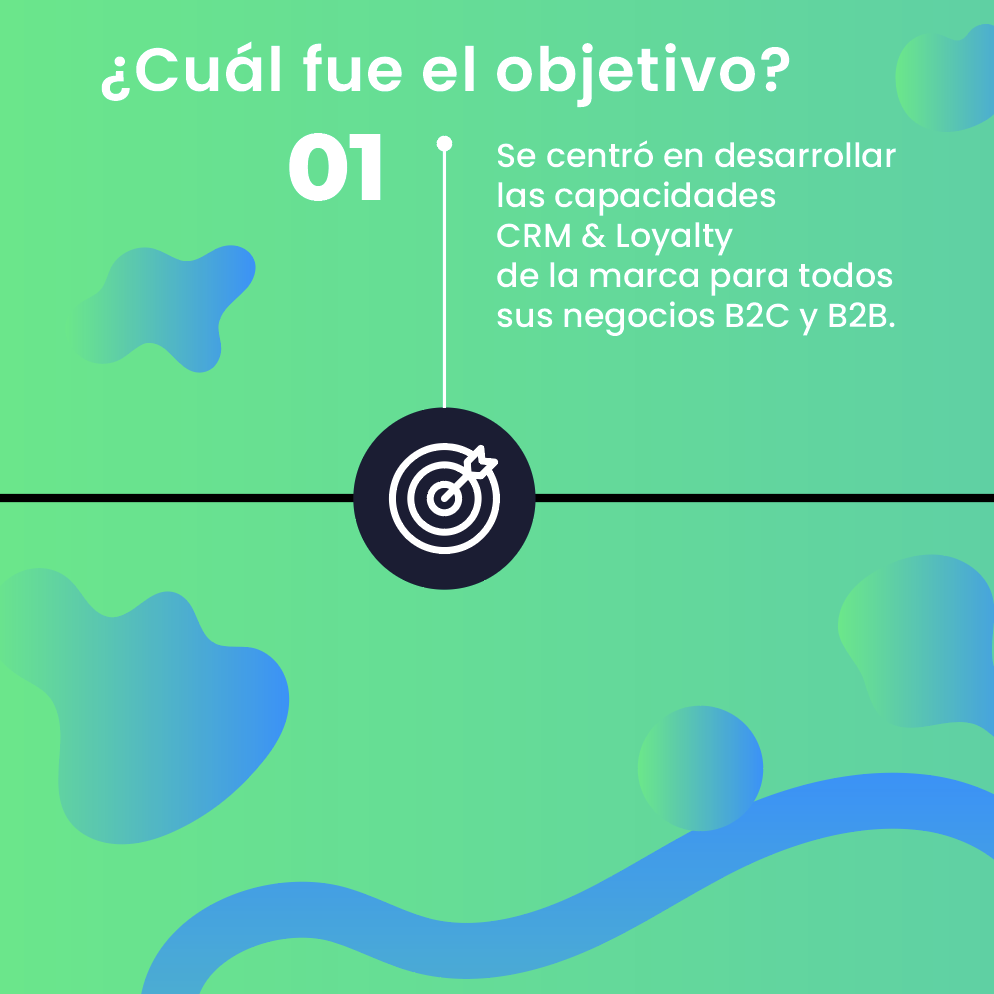 ¿Cuál fue el objetivo?
01
Se centró en desarrollar
las capacidades
CRM & Loyalty
de la marca para todos
sus negocios B2C y B2B.